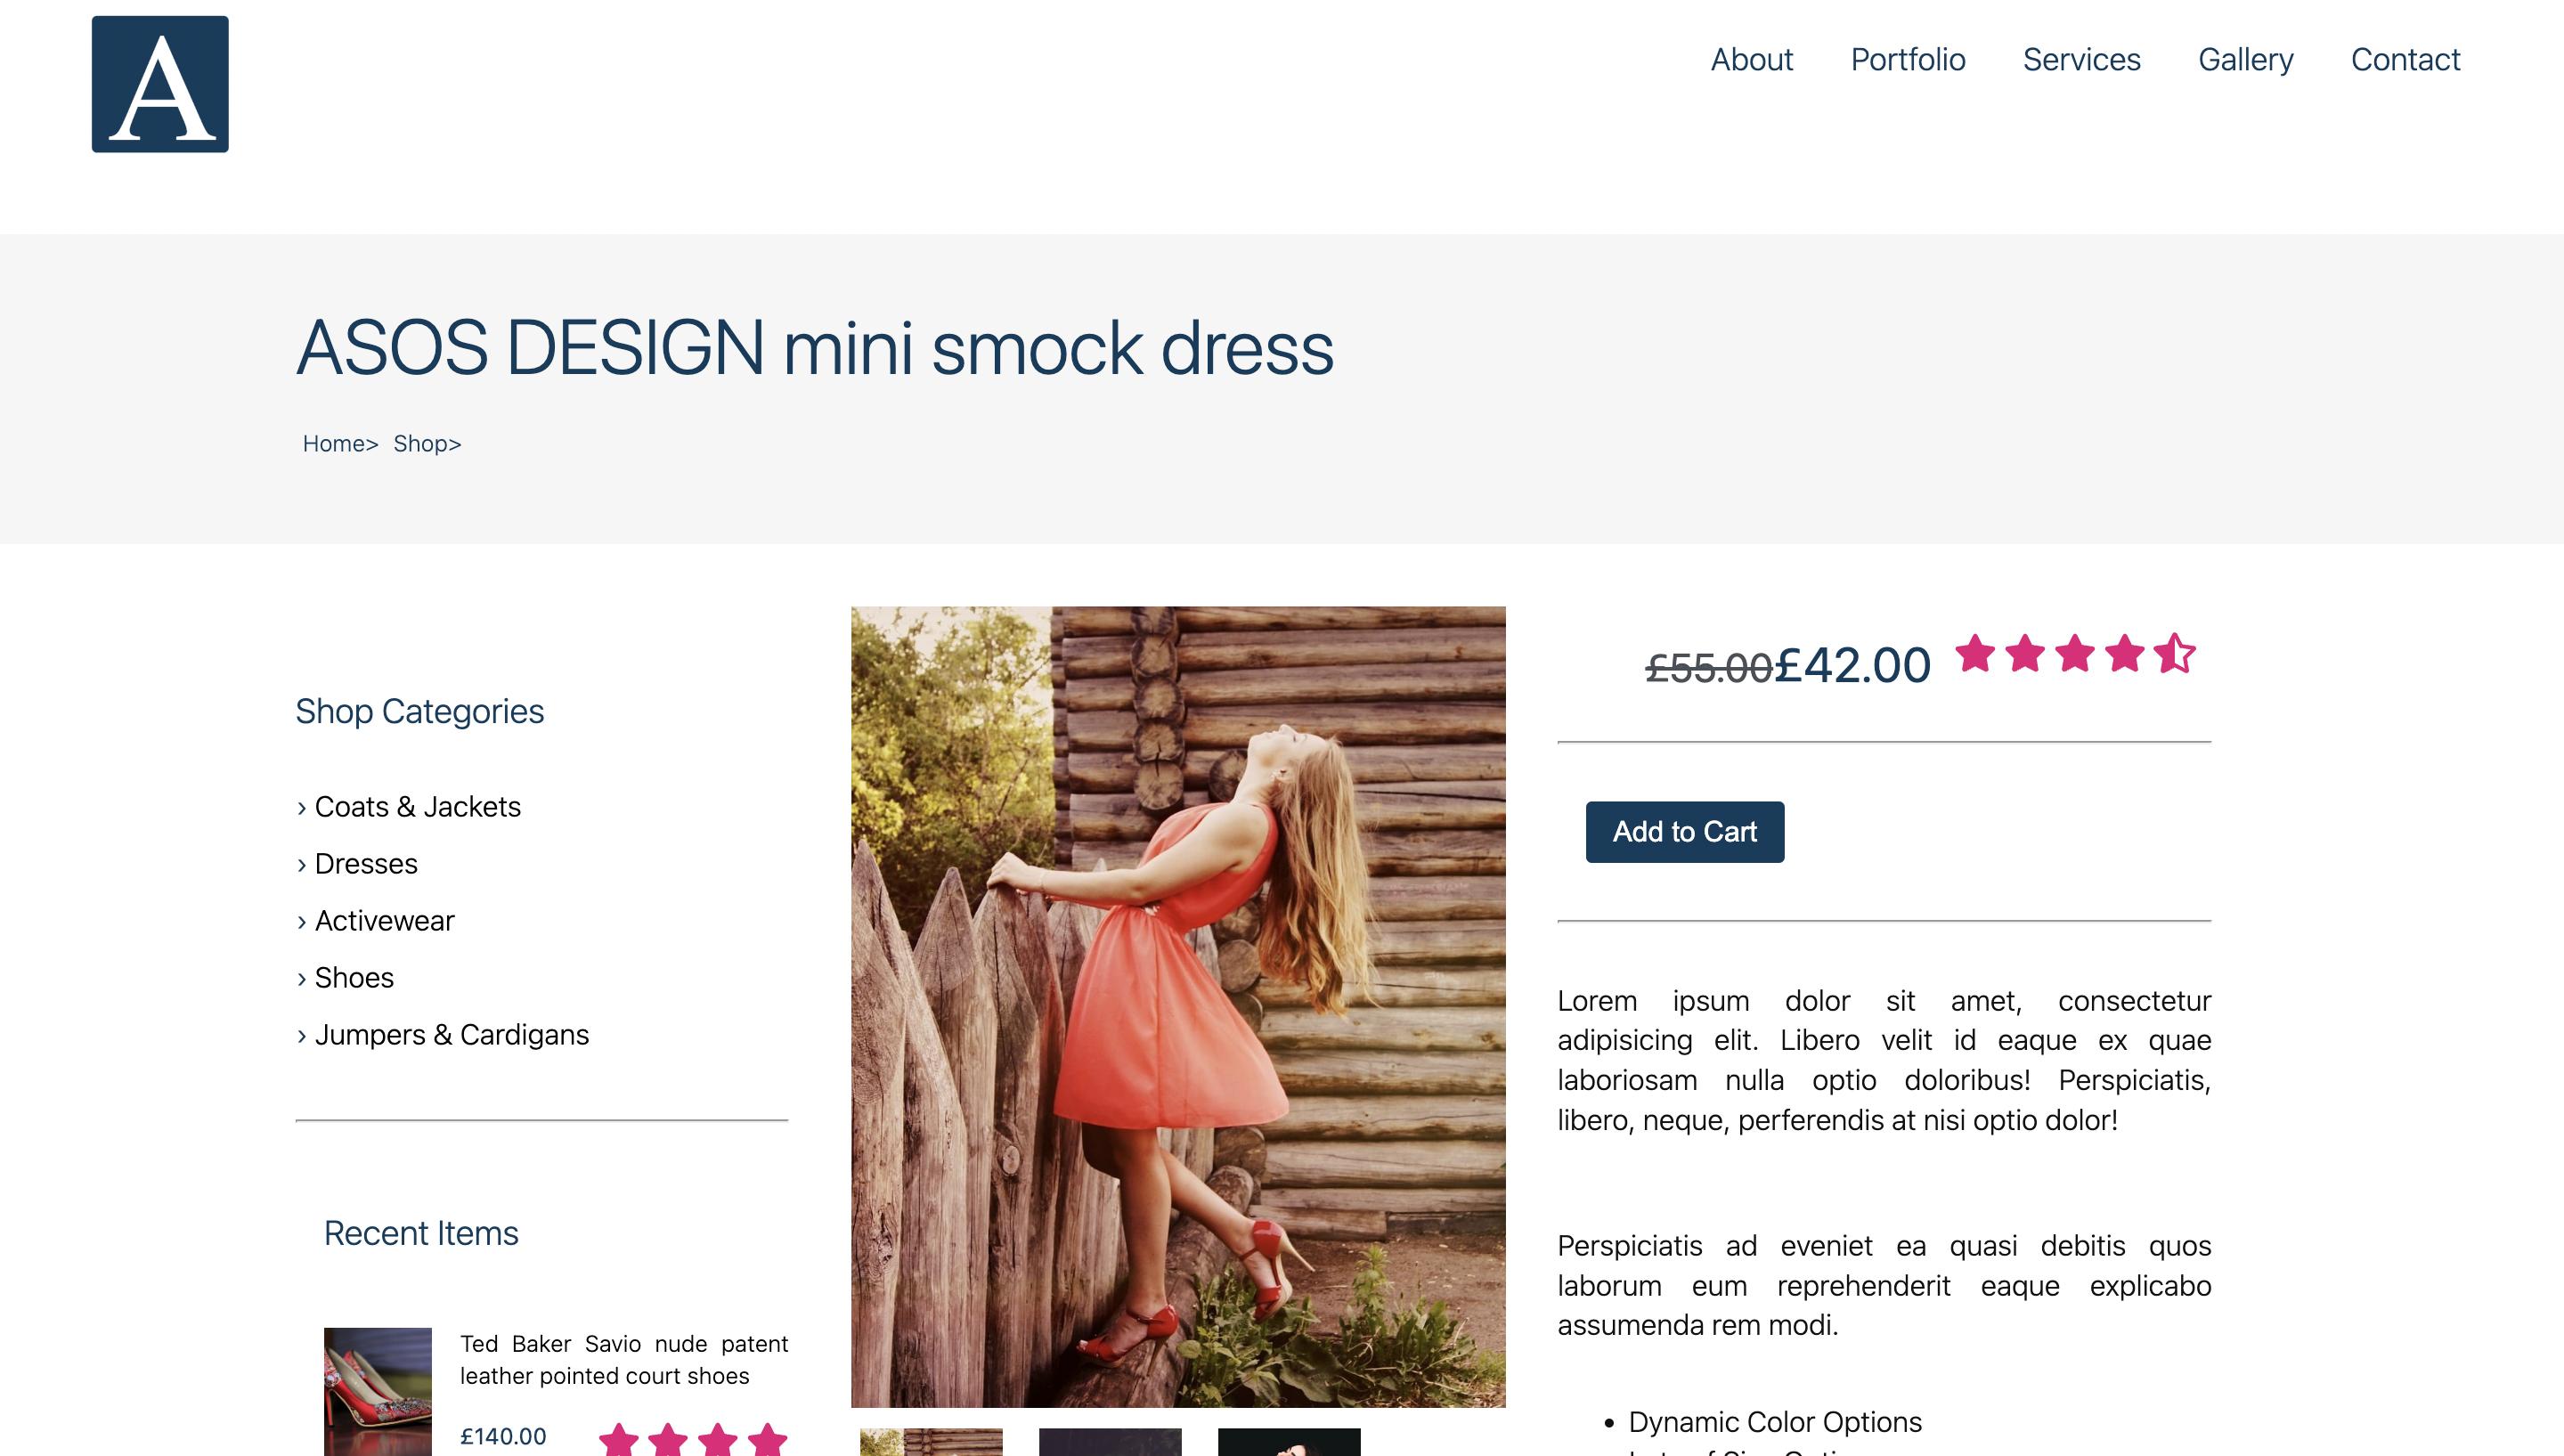 A
About Portfolio Services Gallery Contact
ASOS DESIGN mini smock dress
Home> Shop>
Shop Categories
› Coats & Jackets
› Dresses
› Activewear
› Shoes
› Jumpers & Cardigans
Recent Items
Ted Baker Savio nude patent
leather pointed court shoes
£140.00
£55.00£42.00
Add to Cart
Lorem ipsum dolor sit amet, consectetur
adipisicing elit. Libero velit id eaque ex quae
laboriosam nulla optio doloribus! Perspiciatis,
libero, neque, perferendis at nisi optio dolor!
Perspiciatis ad eveniet ea quasi debitis quos
laborum eum reprehenderit eaque explicabo
assumenda rem modi.
• Dynamic Color Options